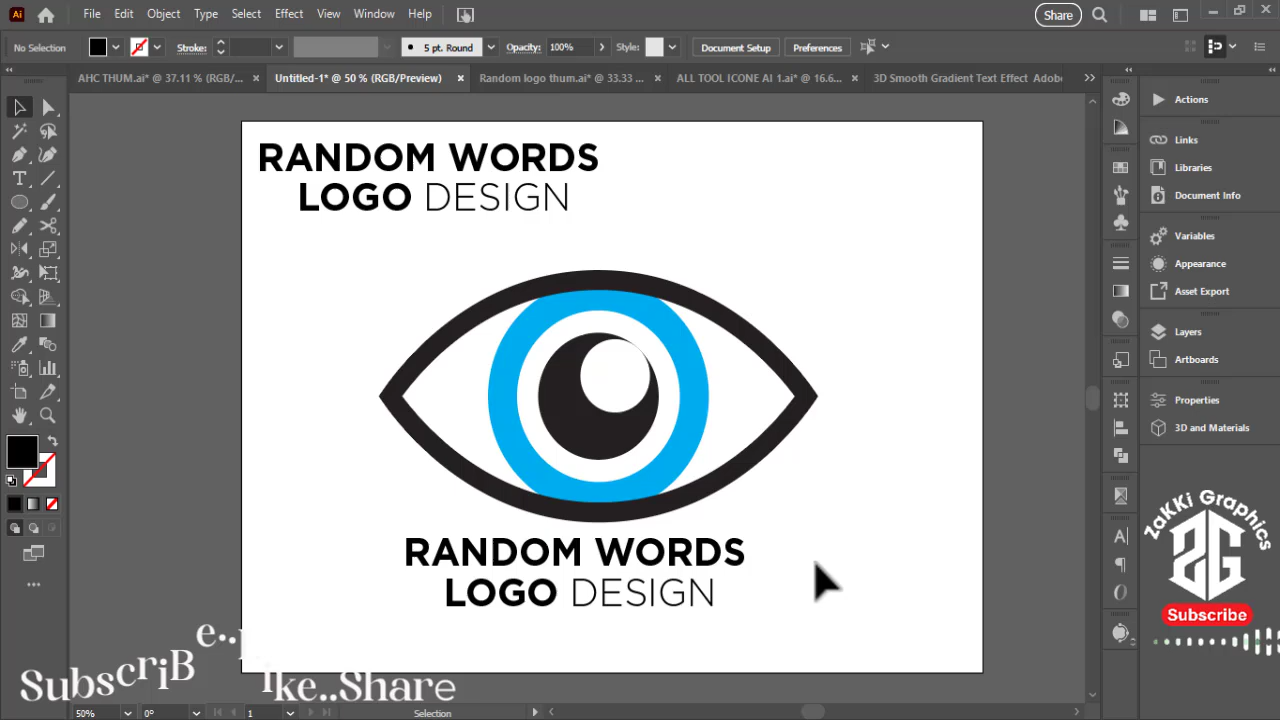 Ai File Edit Object Type Select Effect View Window Help Share
No Selection Stroke: 5 pt. Round Opacity: 100% Style: Document Setup Preferences
AHC THUM.ai* @ 37.11 % (RGB/... × Untitled-1* @ 50 % (RGB/Preview) × Random logo thum.ai* @ 33.33 ... × ALL TOOL ICONE AI 1.ai* @ 16.6... × 3D Smooth Gradient Text Effect Adobe
Actions
Links
Libraries
Document Info
Variables
Appearance
Asset Export
Layers
Artboards
Properties
3D and Materials
RANDOM WORDS
LOGO DESIGN
RANDOM WORDS
LOGO DESIGN
ZaKKi Graphics
ZG
Subscribe
SubscriB e..
ike..Share
50% 0° 1 Selection